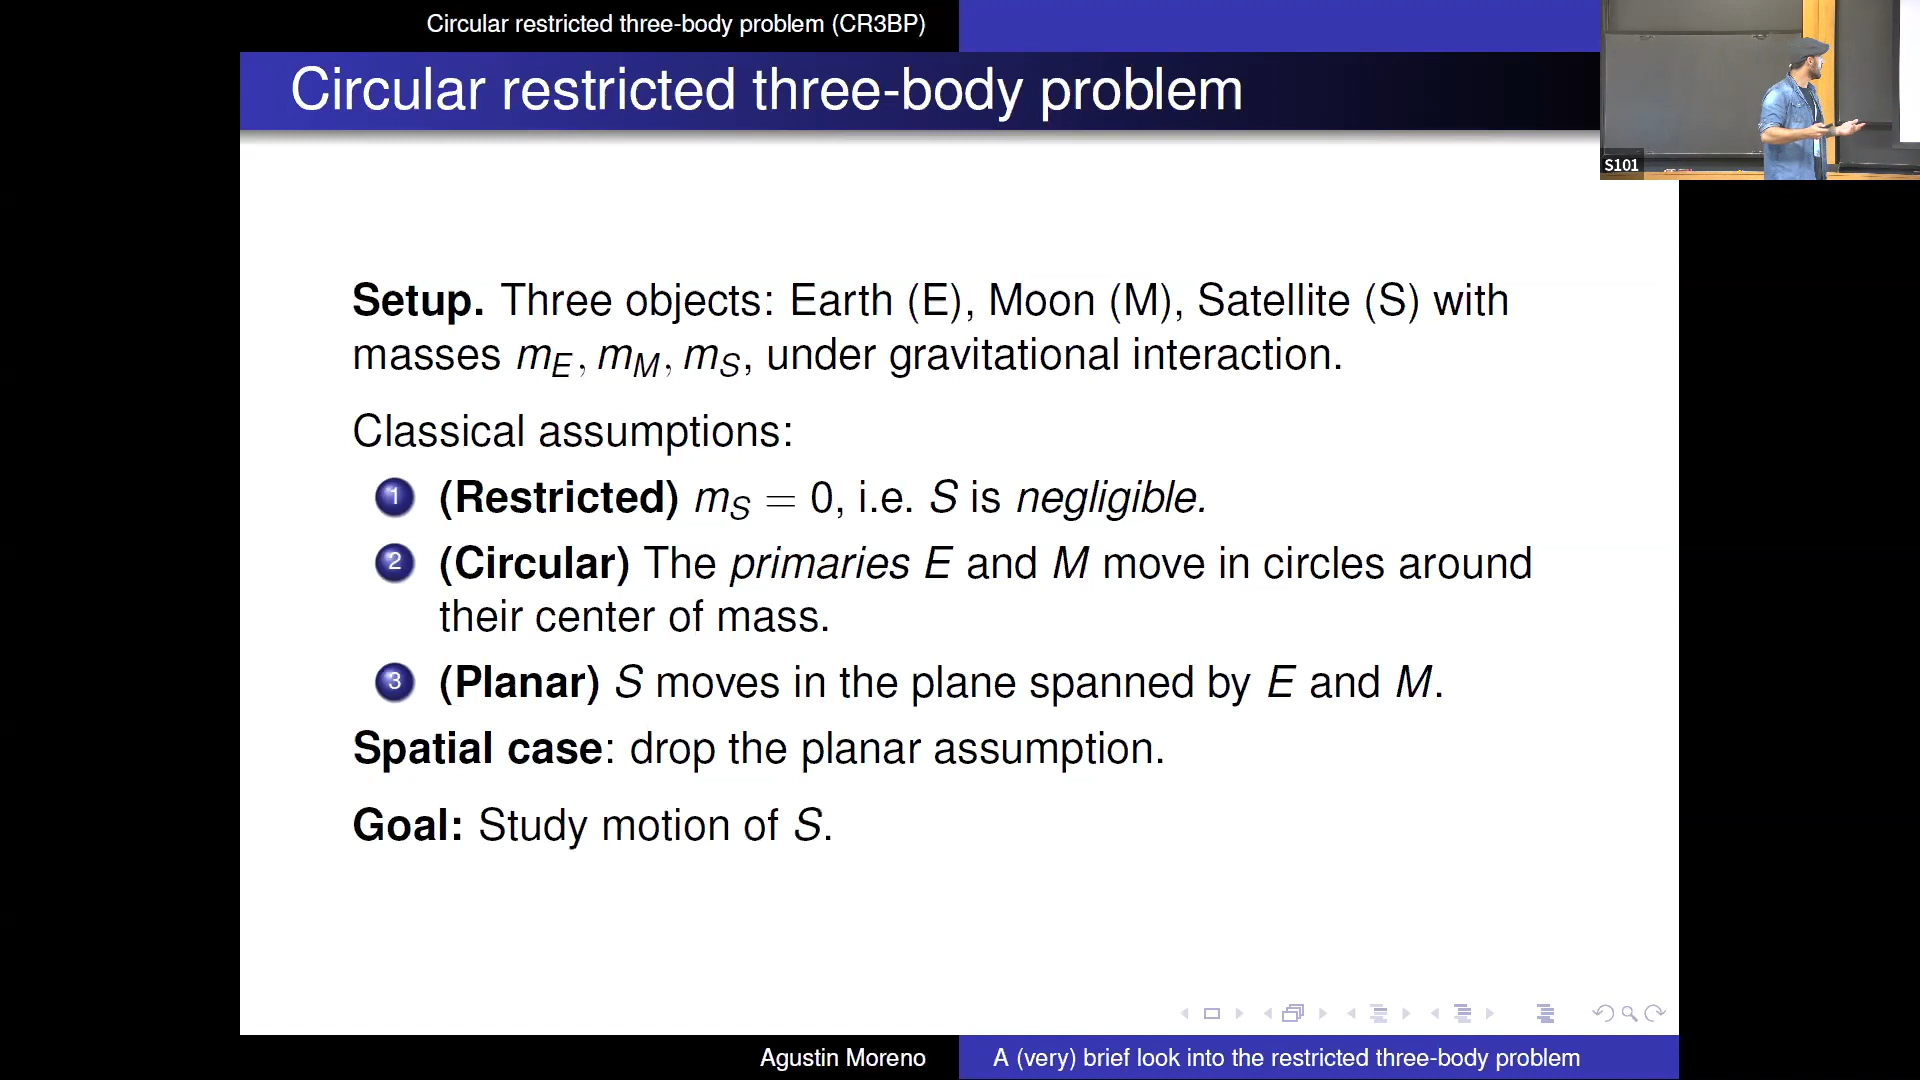 Circular restricted three-body problem (CR3BP)
Circular restricted three-body problem
S101
Setup. Three objects: Earth (E), Moon (M), Satellite (S) with
masses m_E, m_M, m_S, under gravitational interaction.
Classical assumptions:
1 (Restricted) m_S = 0, i.e. S is negligible.
2 (Circular) The primaries E and M move in circles around
their center of mass.
3 (Planar) S moves in the plane spanned by E and M.
Spatial case: drop the planar assumption.
Goal: Study motion of S.
Agustin Moreno
A (very) brief look into the restricted three-body problem